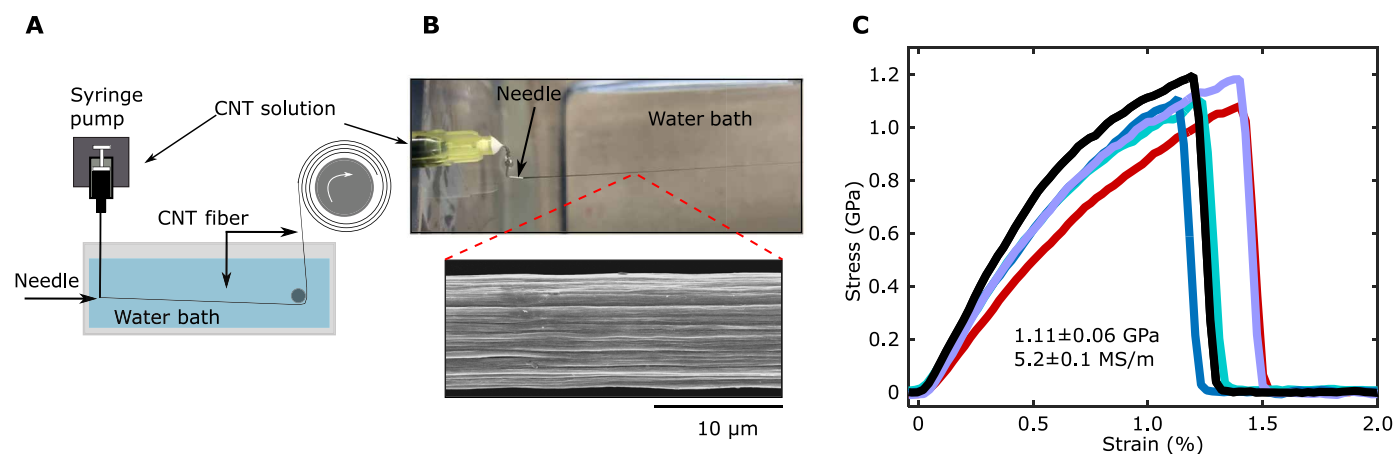 A
Syringe
pump
CNT solution
CNT fiber
Needle
Water bath
B
Needle
Water bath
10 µm
C
Stress (GPa)
1.2
1.0
0.8
0.6
0.4
0.2
0
1.11±0.06 GPa
5.2±0.1 MS/m
0
0.5
1.0
1.5
2.0
Strain (%)